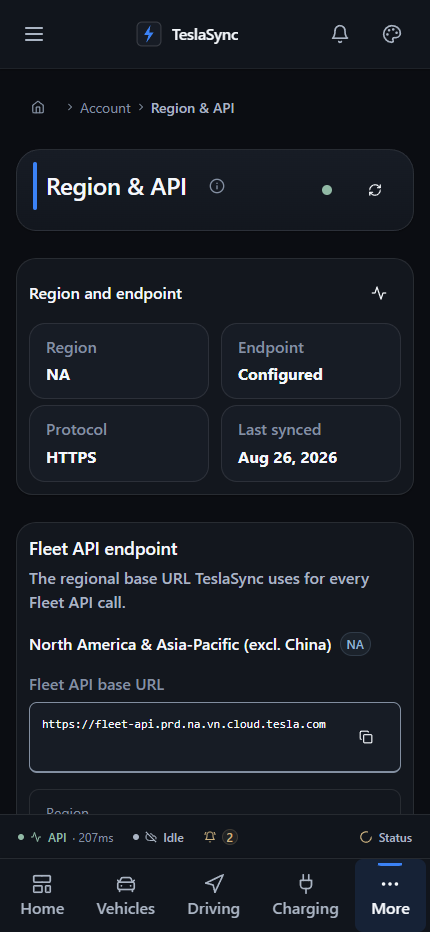 TeslaSync
Account
Region & API
Region & API
Region and endpoint
Region
NA
Endpoint
Configured
Protocol
HTTPS
Last synced
Aug 26, 2026
Fleet API endpoint
The regional base URL TeslaSync uses for every
Fleet API call.
North America & Asia-Pacific (excl. China) NA
Fleet API base URL
https://fleet-api.prd.na.vn.cloud.tesla.com
Region
API · 207ms
Idle
2
Status
Home
Vehicles
Driving
Charging
More